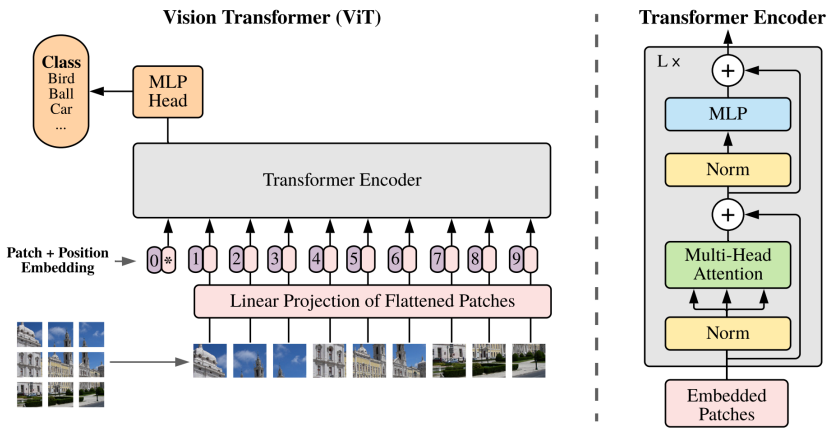 Vision Transformer (ViT)
Class
Bird
Ball
Car
...
MLP
Head
Transformer Encoder
Patch + Position
Embedding
0 * 1 2 3 4 5 6 7 8 9
Linear Projection of Flattened Patches
Transformer Encoder
L ×
+
MLP
Norm
+
Multi-Head
Attention
Norm
Embedded
Patches